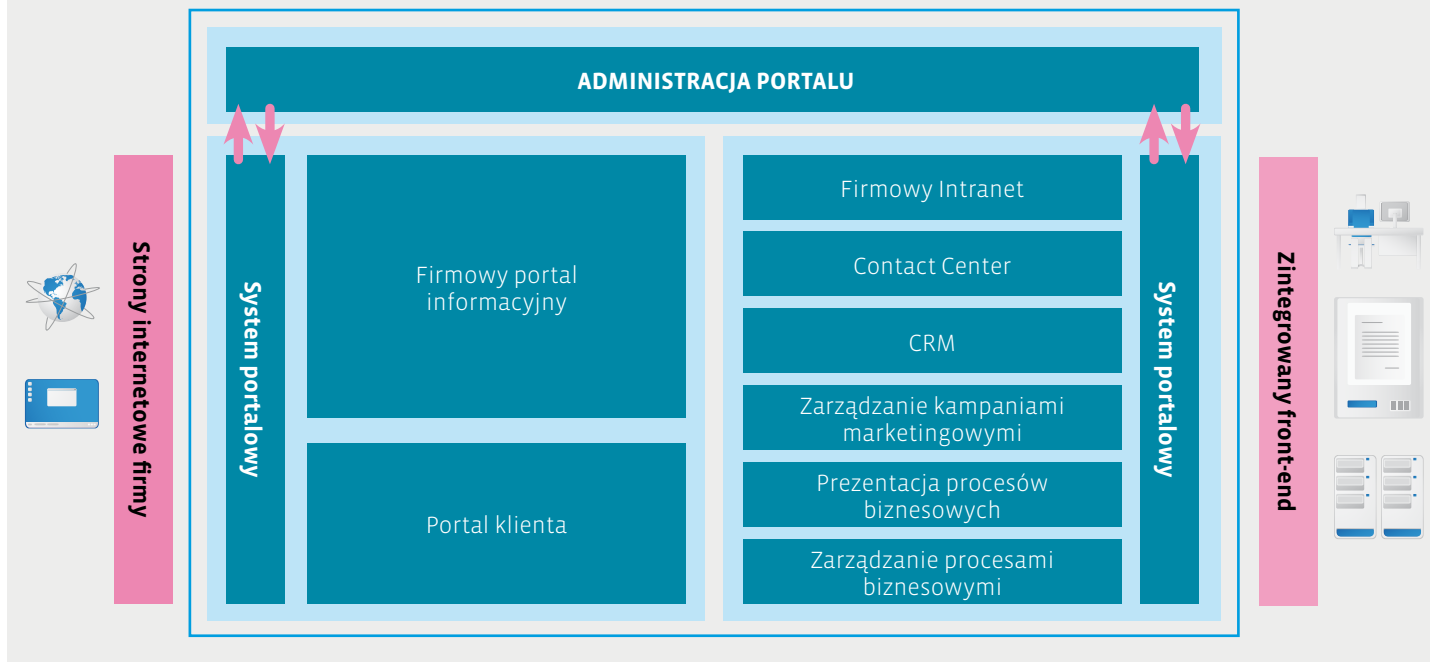 ADMINISTRACJA PORTALU
Strony internetowe firmy
System portalowy
Firmowy portal
informacyjny
Portal klienta
Firmowy Intranet
Contact Center
CRM
Zarządzanie kampaniami
marketingowymi
Prezentacja procesów
biznesowych
Zarządzanie procesami
biznesowymi
System portalowy
Zintegrowany front-end